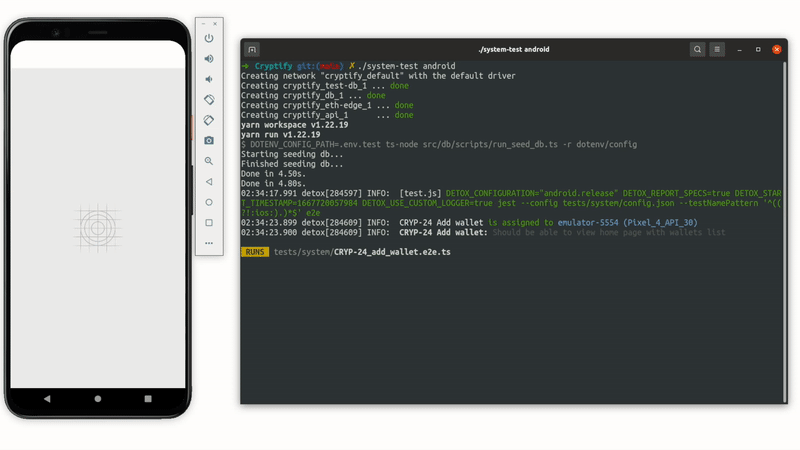 ./system-test android
➜ Cryptify git:(main) ✗ ./system-test android
Creating network "cryptify_default" with the default driver
Creating cryptify_test-db_1 ... done
Creating cryptify_db_1 ... done
Creating cryptify_eth-edge_1 ... done
Creating cryptify_api_1 ... done
yarn workspace v1.22.19
yarn run v1.22.19
$ DOTENV_CONFIG_PATH=.env.test ts-node src/db/scripts/run_seed_db.ts -r dotenv/config
Starting seeding db...
Finished seeding db...
Done in 4.50s.
Done in 4.80s.
02:34:17.991 detox[284597] INFO: [test.js] DETOX_CONFIGURATION="android.release" DETOX_REPORT_SPECS=true DETOX_STAR
T_TIMESTAMP=1667720057984 DETOX_USE_CUSTOM_LOGGER=true jest --config tests/system/config.json --testNamePattern '^((
?!:ios:).)*$' e2e
02:34:23.899 detox[284609] INFO: CRYP-24 Add wallet is assigned to emulator-5554 (Pixel_4_API_30)
02:34:23.900 detox[284609] INFO: CRYP-24 Add wallet: Should be able to view home page with wallets list
RUNS tests/system/CRYP-24_add_wallet.e2e.ts